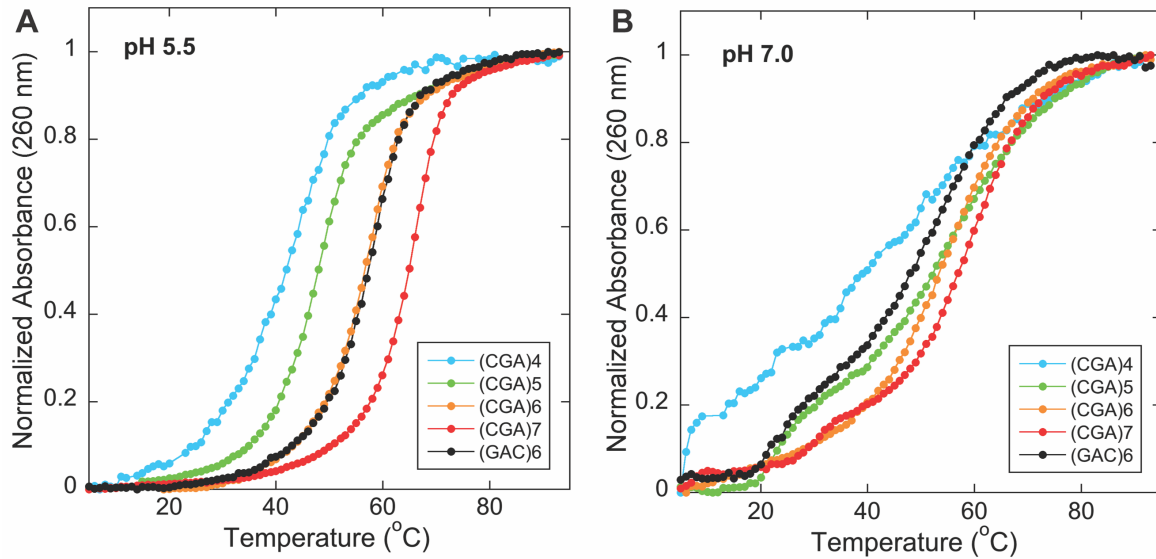 A
pH 5.5
Normalized Absorbance (260 nm)
1
0.8
0.6
0.4
0.2
0
20
40
60
80
Temperature (°C)
(CGA)4
(CGA)5
(CGA)6
(CGA)7
(GAC)6
B
pH 7.0
Normalized Absorbance (260 nm)
1
0.8
0.6
0.4
0.2
0
20
40
60
80
Temperature (°C)
(CGA)4
(CGA)5
(CGA)6
(CGA)7
(GAC)6